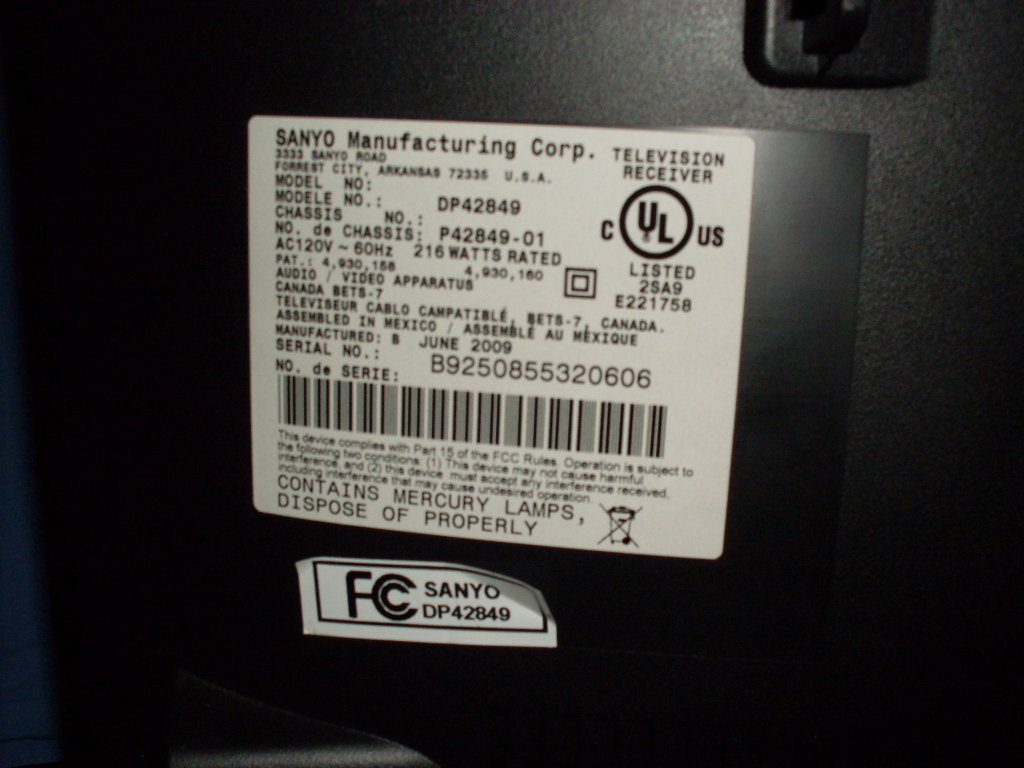 SANYO Manufacturing Corp.
3333 SANYO ROAD
FORREST CITY, ARKANSAS 72335 U.S.A.
TELEVISION
RECEIVER
MODEL NO:
MODELE NO.: DP42849
CHASSIS NO.:
NO. de CHASSIS: P42849-01
AC120V ~ 60Hz 216 WATTS RATED
PAT.: 4,930,158 4,930,160
AUDIO / VIDEO APPARATUS
CANADA BETS-7
C UL US
LISTED
2SA9
E221758
TELEVISEUR CABLO CAMPATIBLÉ, BETS-7, CANADA.
ASSEMBLED IN MEXICO / ASSEMBLÉ AU MEXIQUE
MANUFACTURED: B JUNE 2009
SERIAL NO.:
NO. de SERIE: B9250855320606
This device complies with Part 15 of the FCC Rules. Operation is subject to
the following two conditions: (1) This device may not cause harmful
interference, and (2) this device must accept any interference received,
including interference that may cause undesired operation.
CONTAINS MERCURY LAMPS,
DISPOSE OF PROPERLY
FC SANYO
DP42849